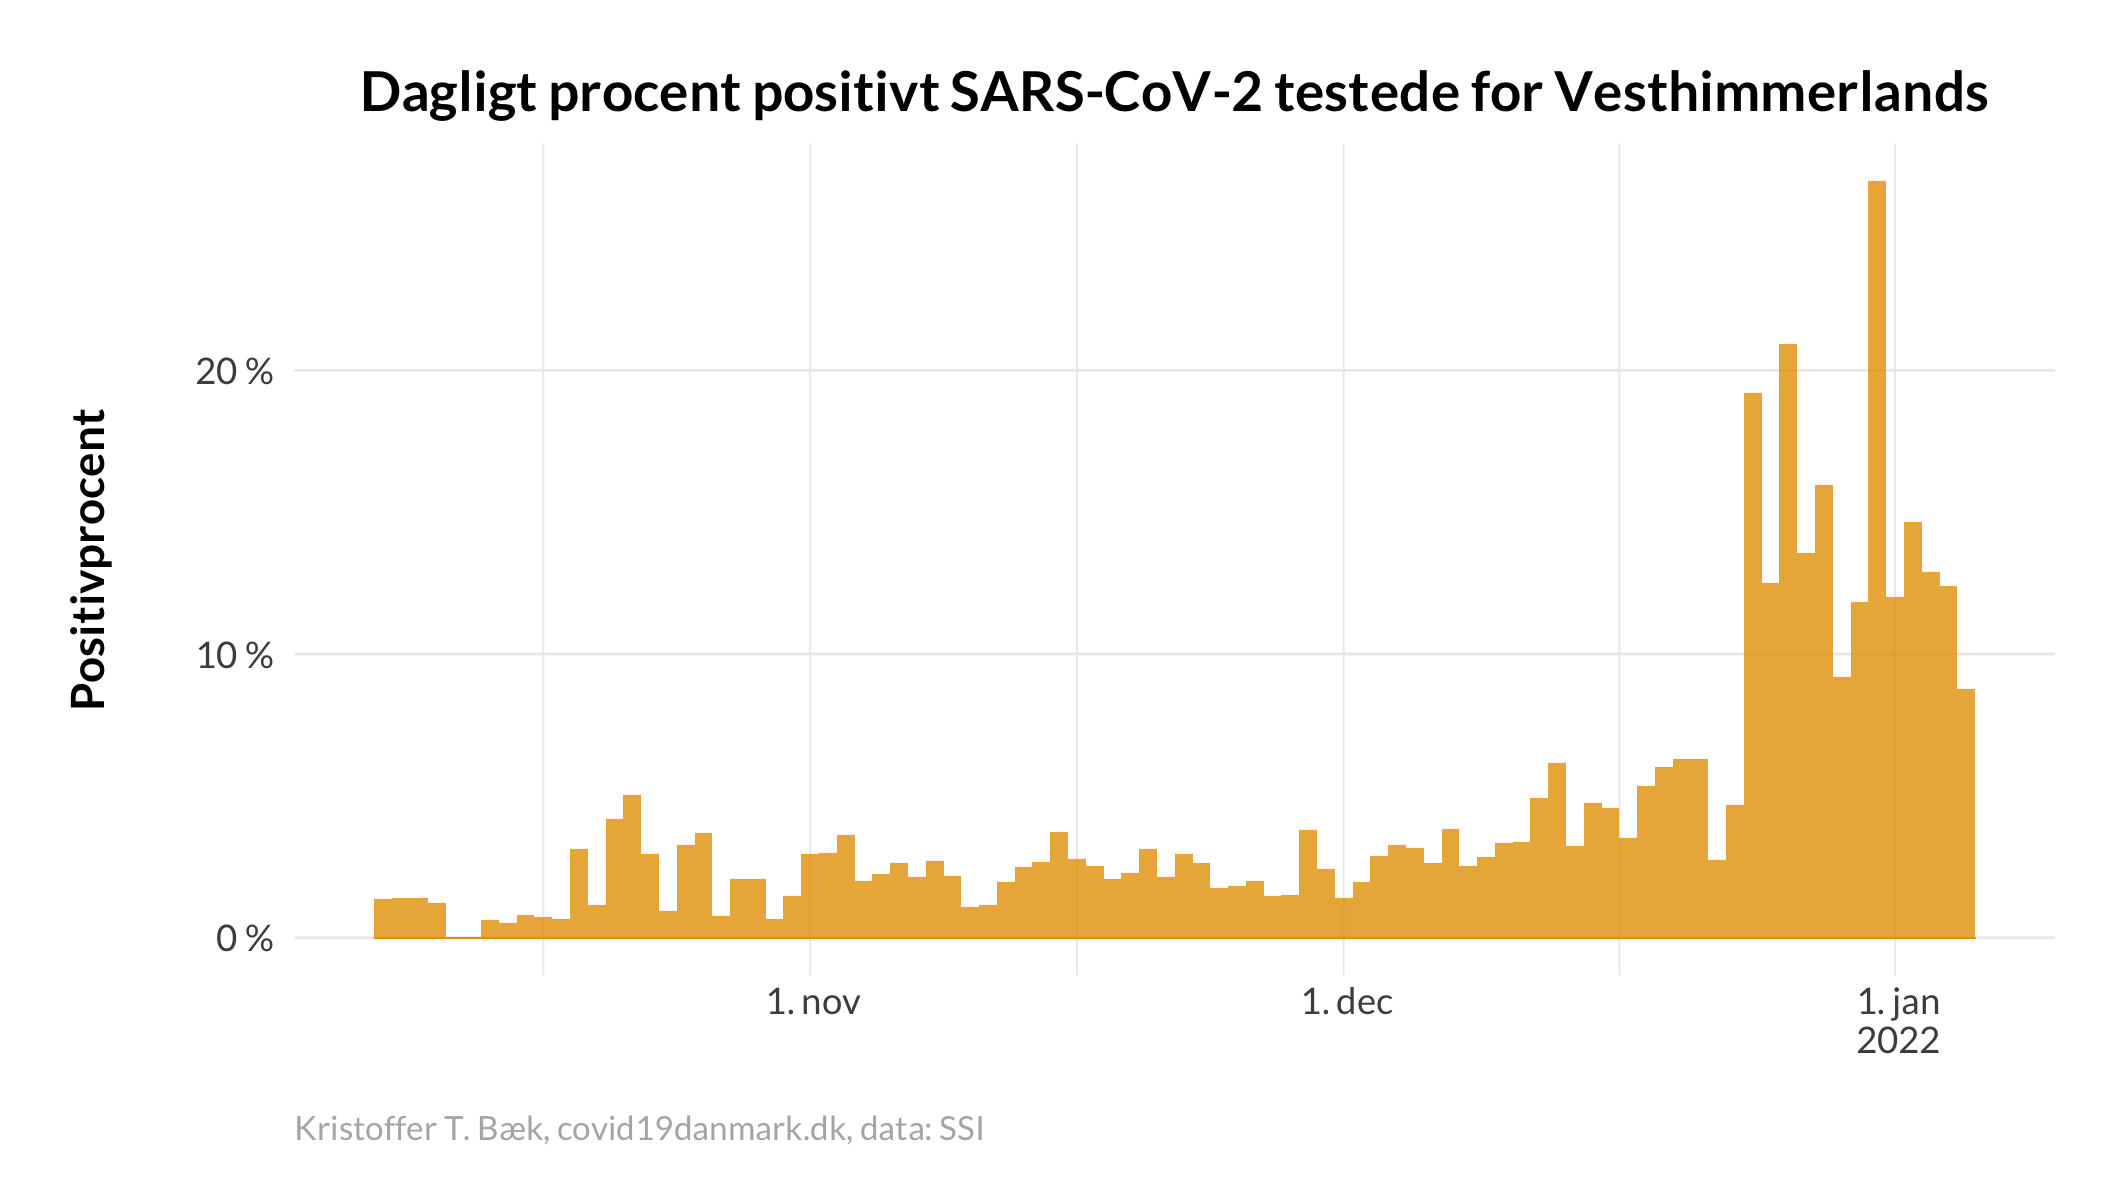 Dagligt procent positivt SARS-CoV-2 testede for Vesthimmerlands
Positivprocent
20 %
10 %
0 %
1. nov
1. dec
1. jan
2022
Kristoffer T. Bæk, covid19danmark.dk, data: SSI